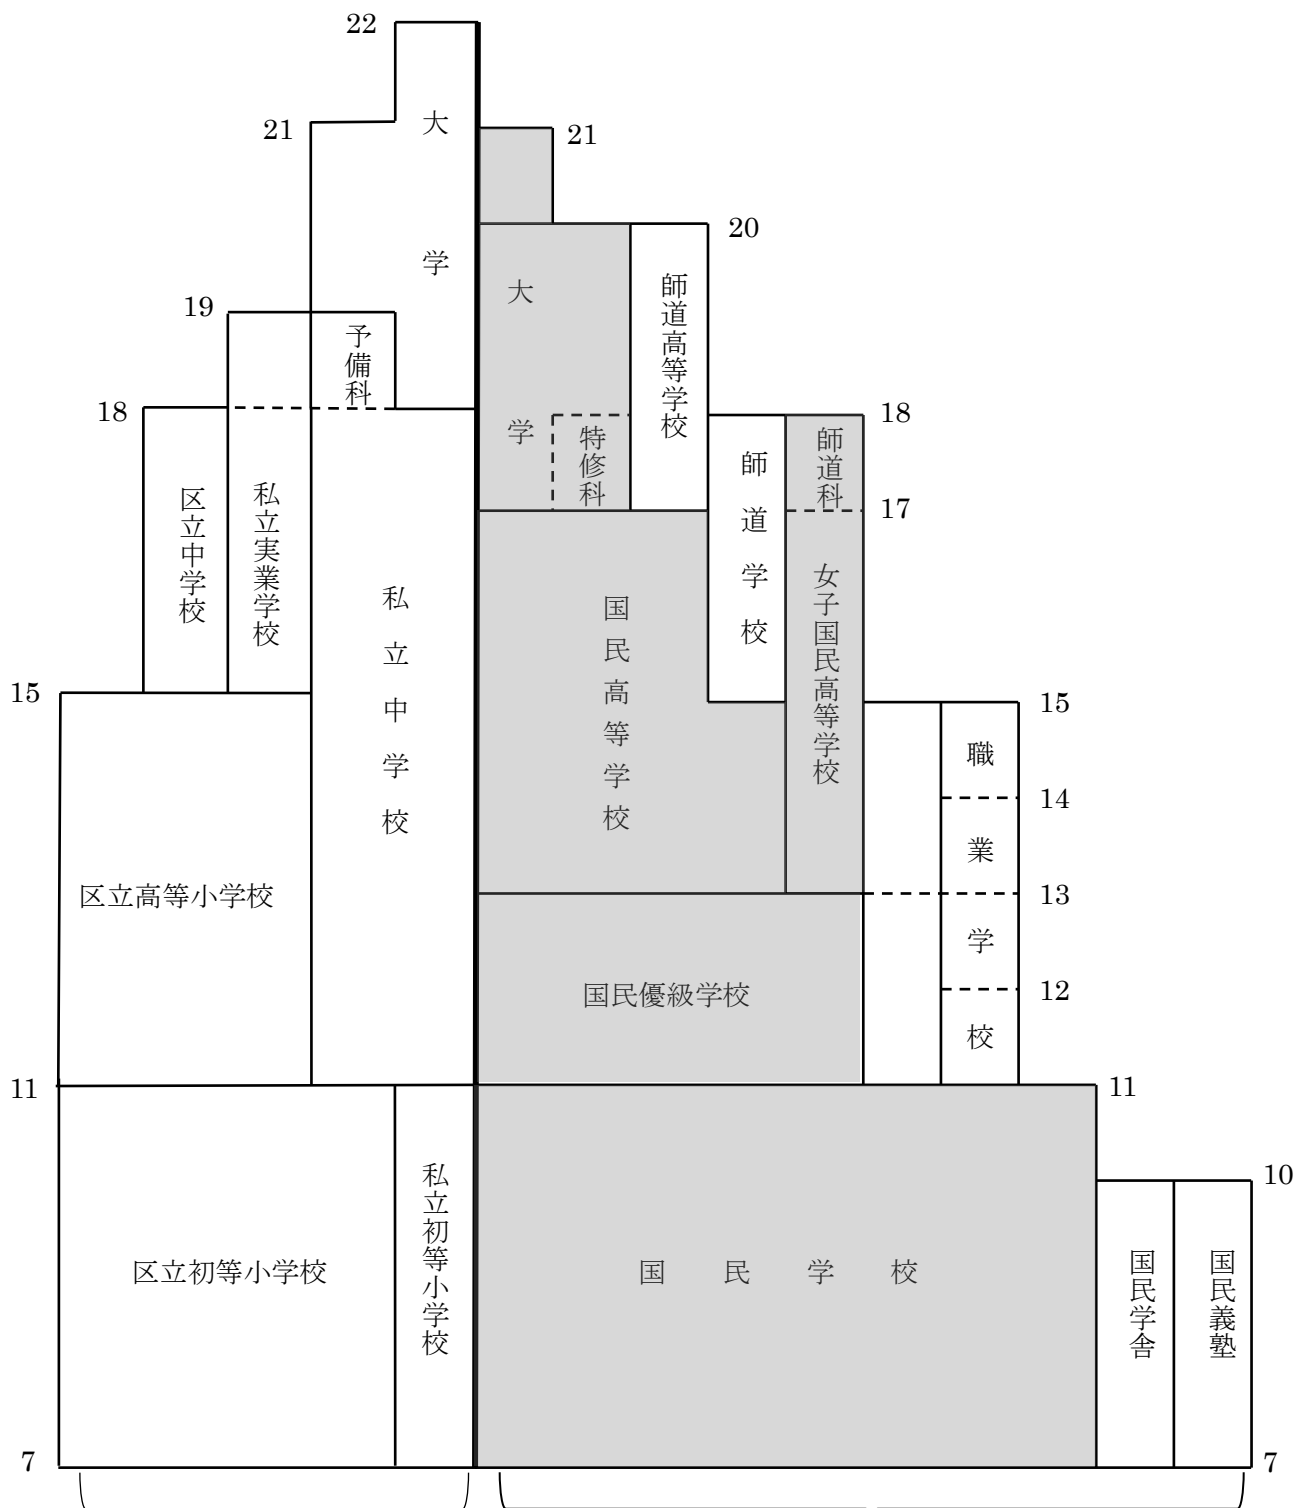 22
大学
21
21
20
大学
師道高等学校
19
予備科
18
18
特修科
師道学校
師道科
17
区立中学校
私立実業学校
私立中学校
国民高等学校
女子国民高等学校
15
15
職業学校
14
区立高等小学校
13
国民優級学校
12
11
11
私立初等小学校
10
区立初等小学校
国民学校
国民学舎
国民義塾
7
7